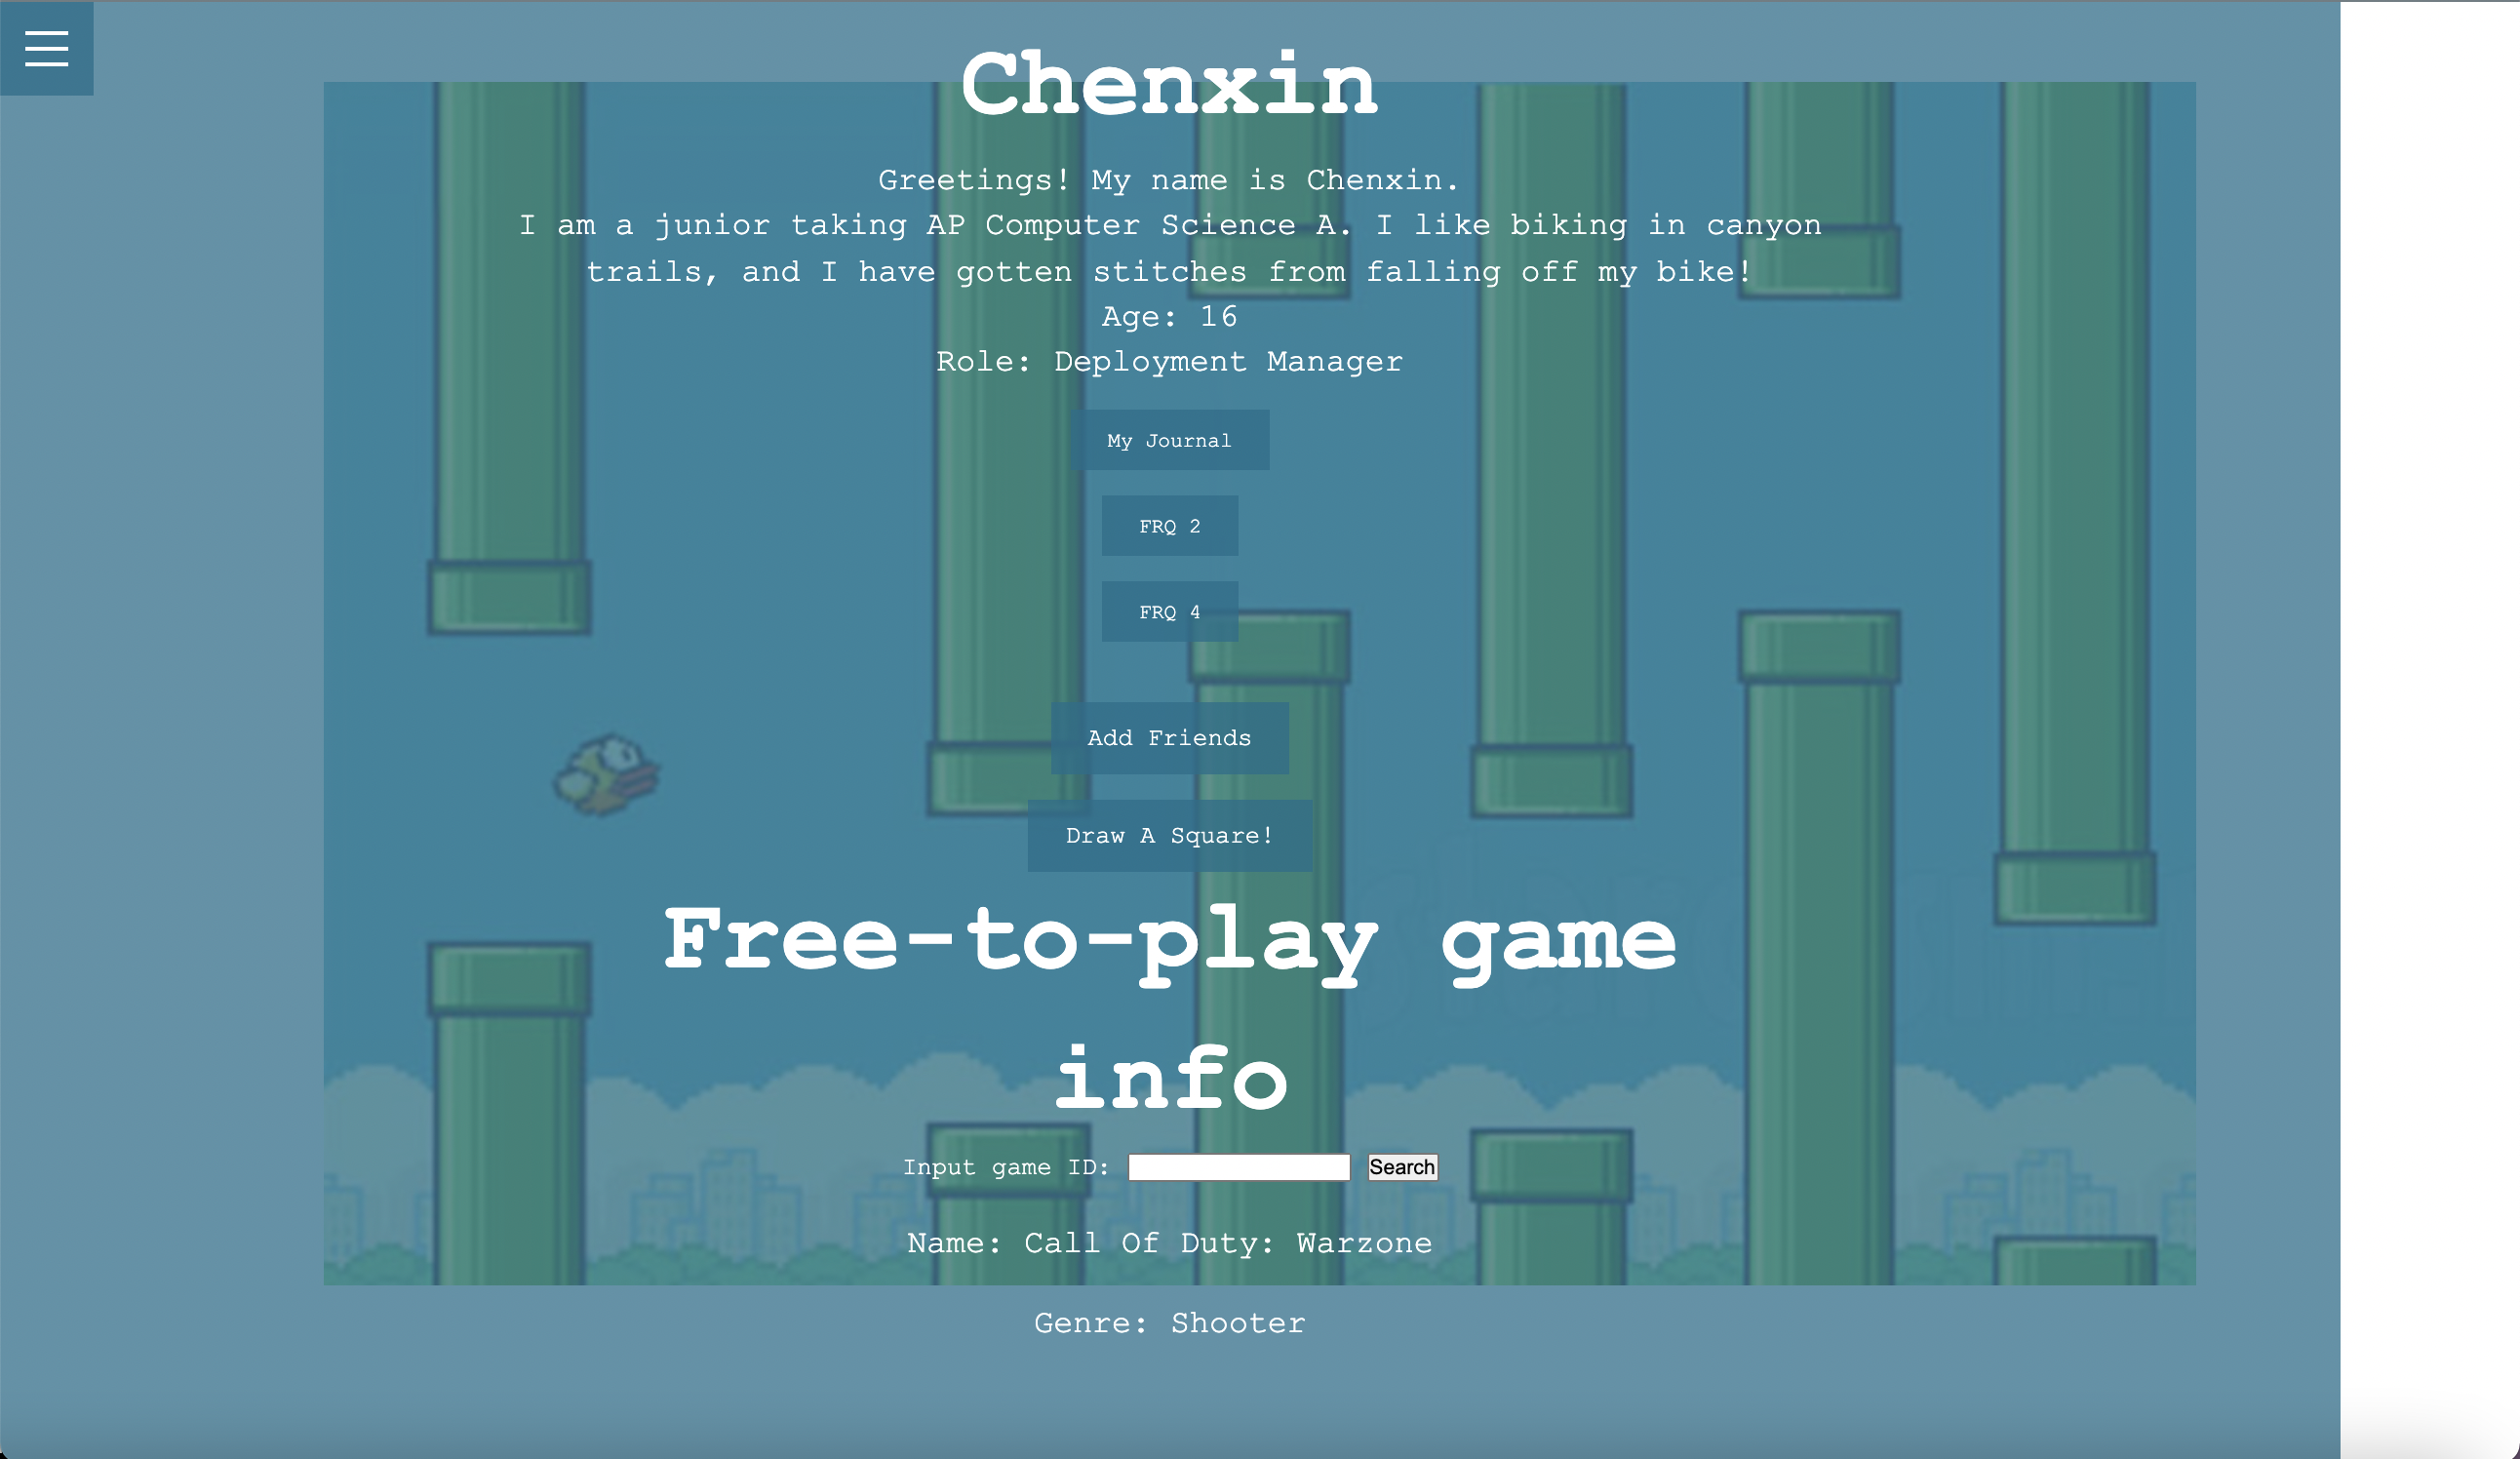 Chenxin
Greetings! My name is Chenxin.
I am a junior taking AP Computer Science A. I like biking in canyon
trails, and I have gotten stitches from falling off my bike!
Age: 16
Role: Deployment Manager
My Journal
FRQ 2
FRQ 4
Add Friends
Draw A Square!
Free-to-play game
info
Input game ID: Search
Name: Call Of Duty: Warzone
Genre: Shooter